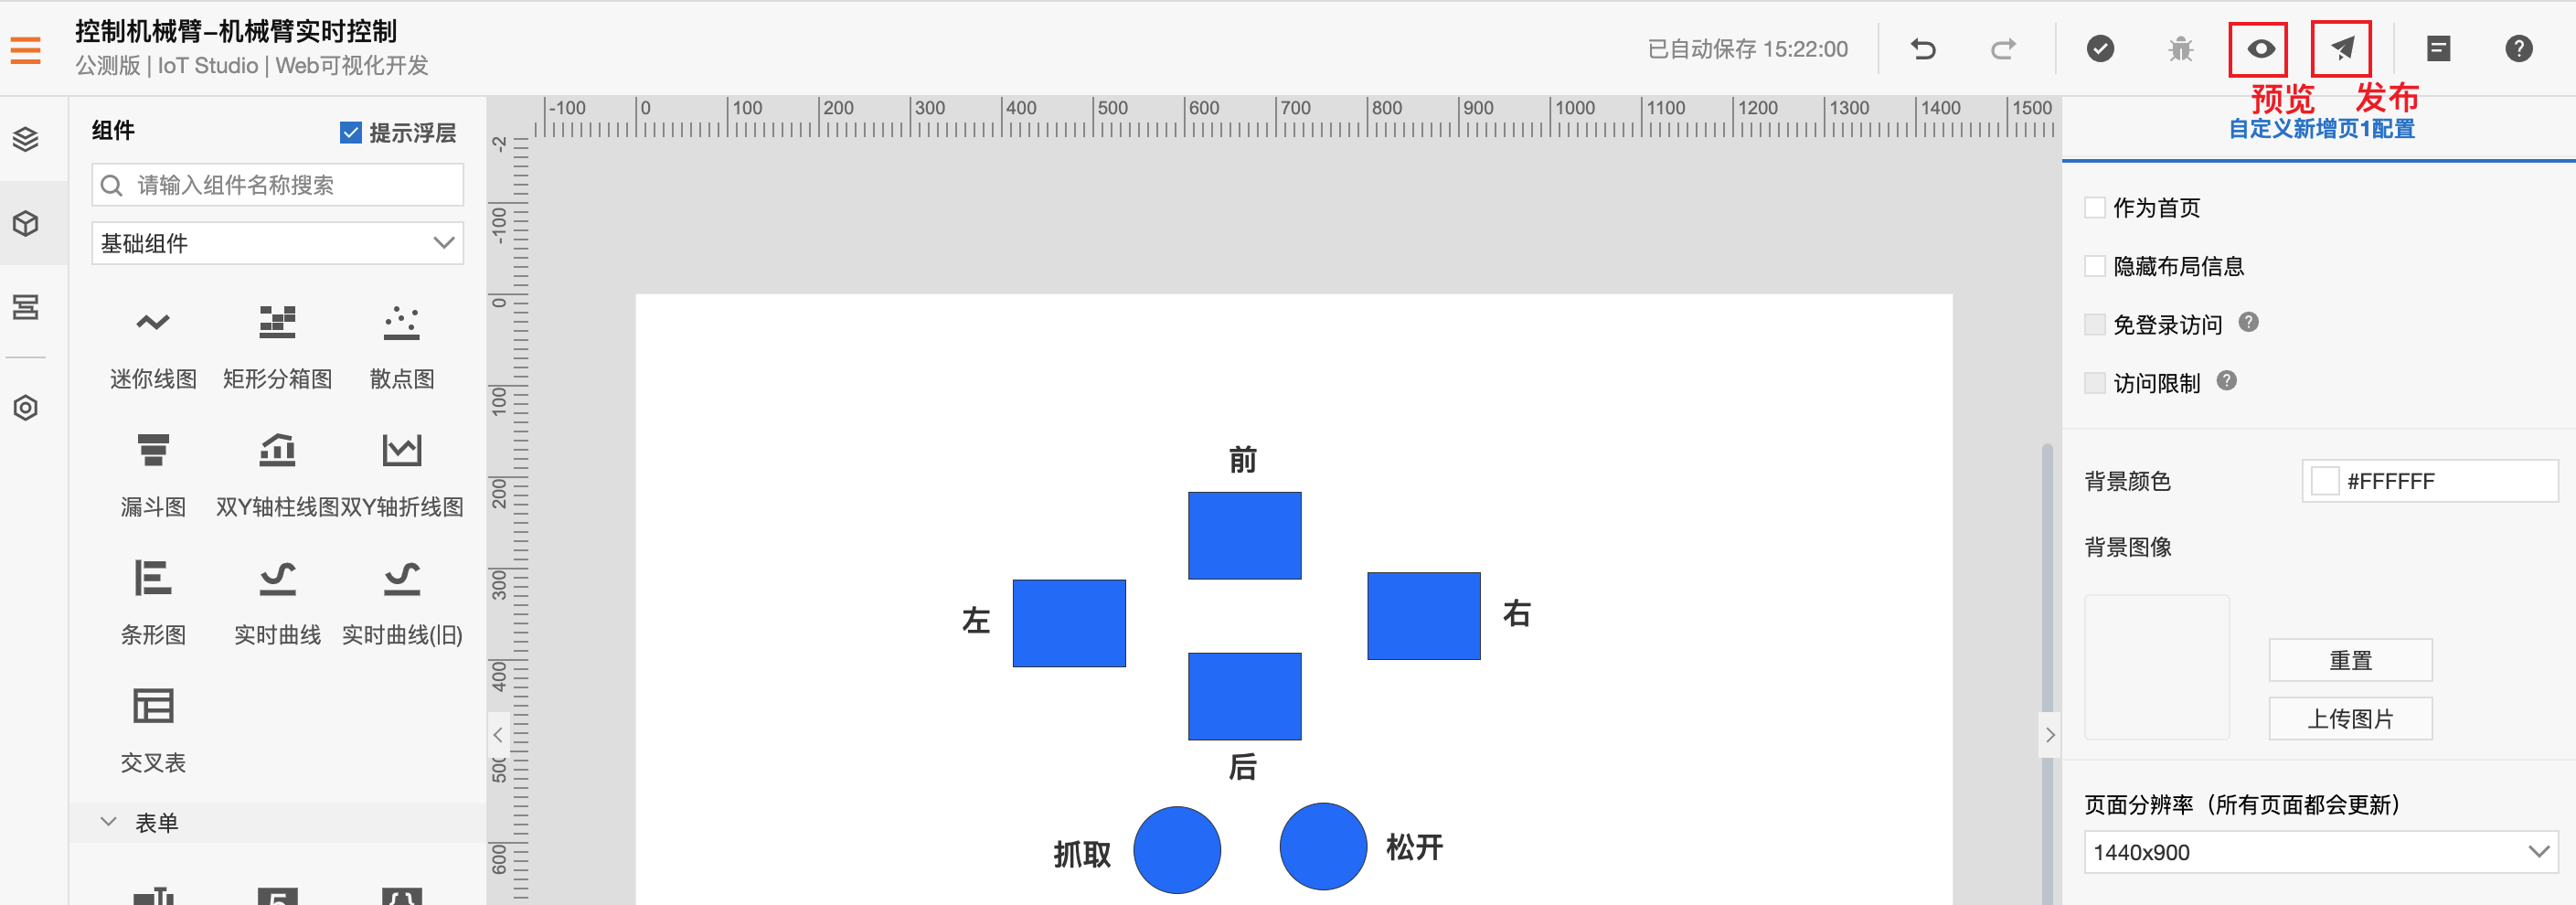 控制机械臂–机械臂实时控制
公测版 | IoT Studio | Web可视化开发
已自动保存 15:22:00
预览
发布
组件
提示浮层
请输入组件名称搜索
基础组件
迷你线图
矩形分箱图
散点图
漏斗图
双Y轴柱线图
双Y轴折线图
条形图
实时曲线
实时曲线(旧)
交叉表
表单
-100 0 100 200 300 400 500 600 700 800 900 1000 1100 1200 1300 1400 1500
-2
-100
0
100
200
300
400
500
600
前
左
右
后
抓取
松开
自定义新增页1配置
作为首页
隐藏布局信息
免登录访问
访问限制
背景颜色
#FFFFFF
背景图像
重置
上传图片
页面分辨率（所有页面都会更新）
1440x900